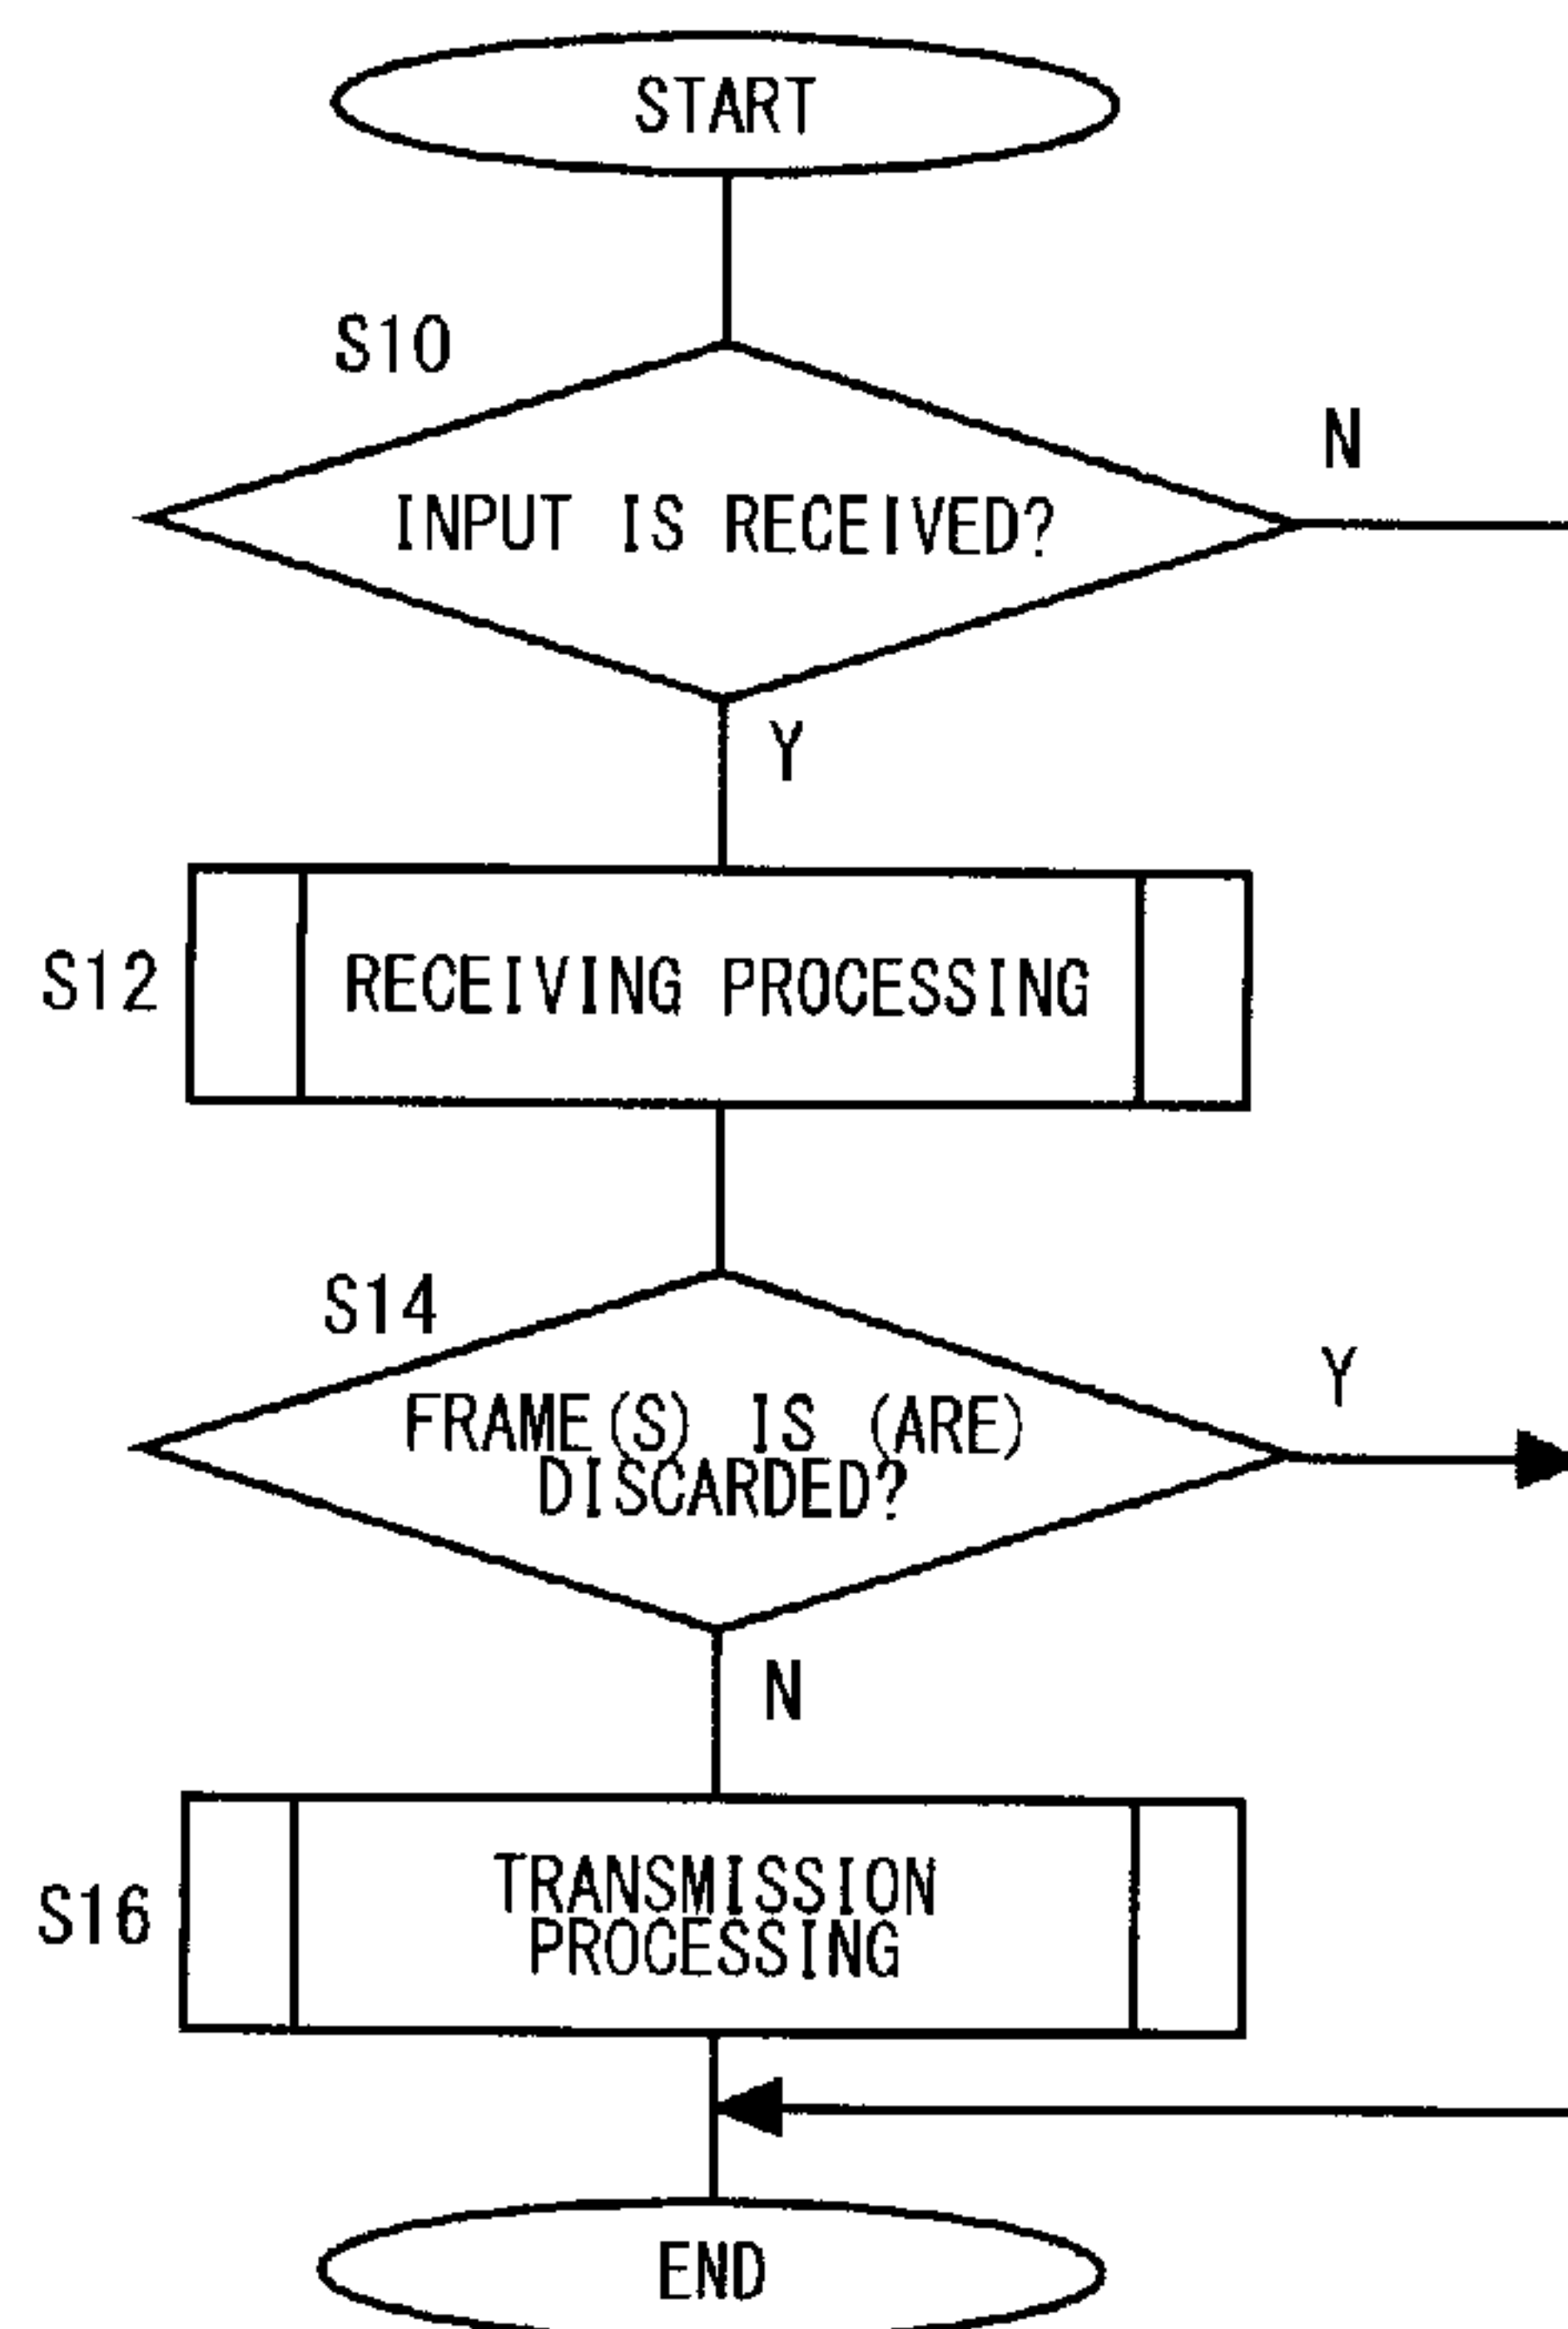 START
S10
INPUT IS RECEIVED?
N
Y
S12
RECEIVING PROCESSING
S14
FRAME(S) IS (ARE)
DISCARDED?
Y
N
S16
TRANSMISSION
PROCESSING
END